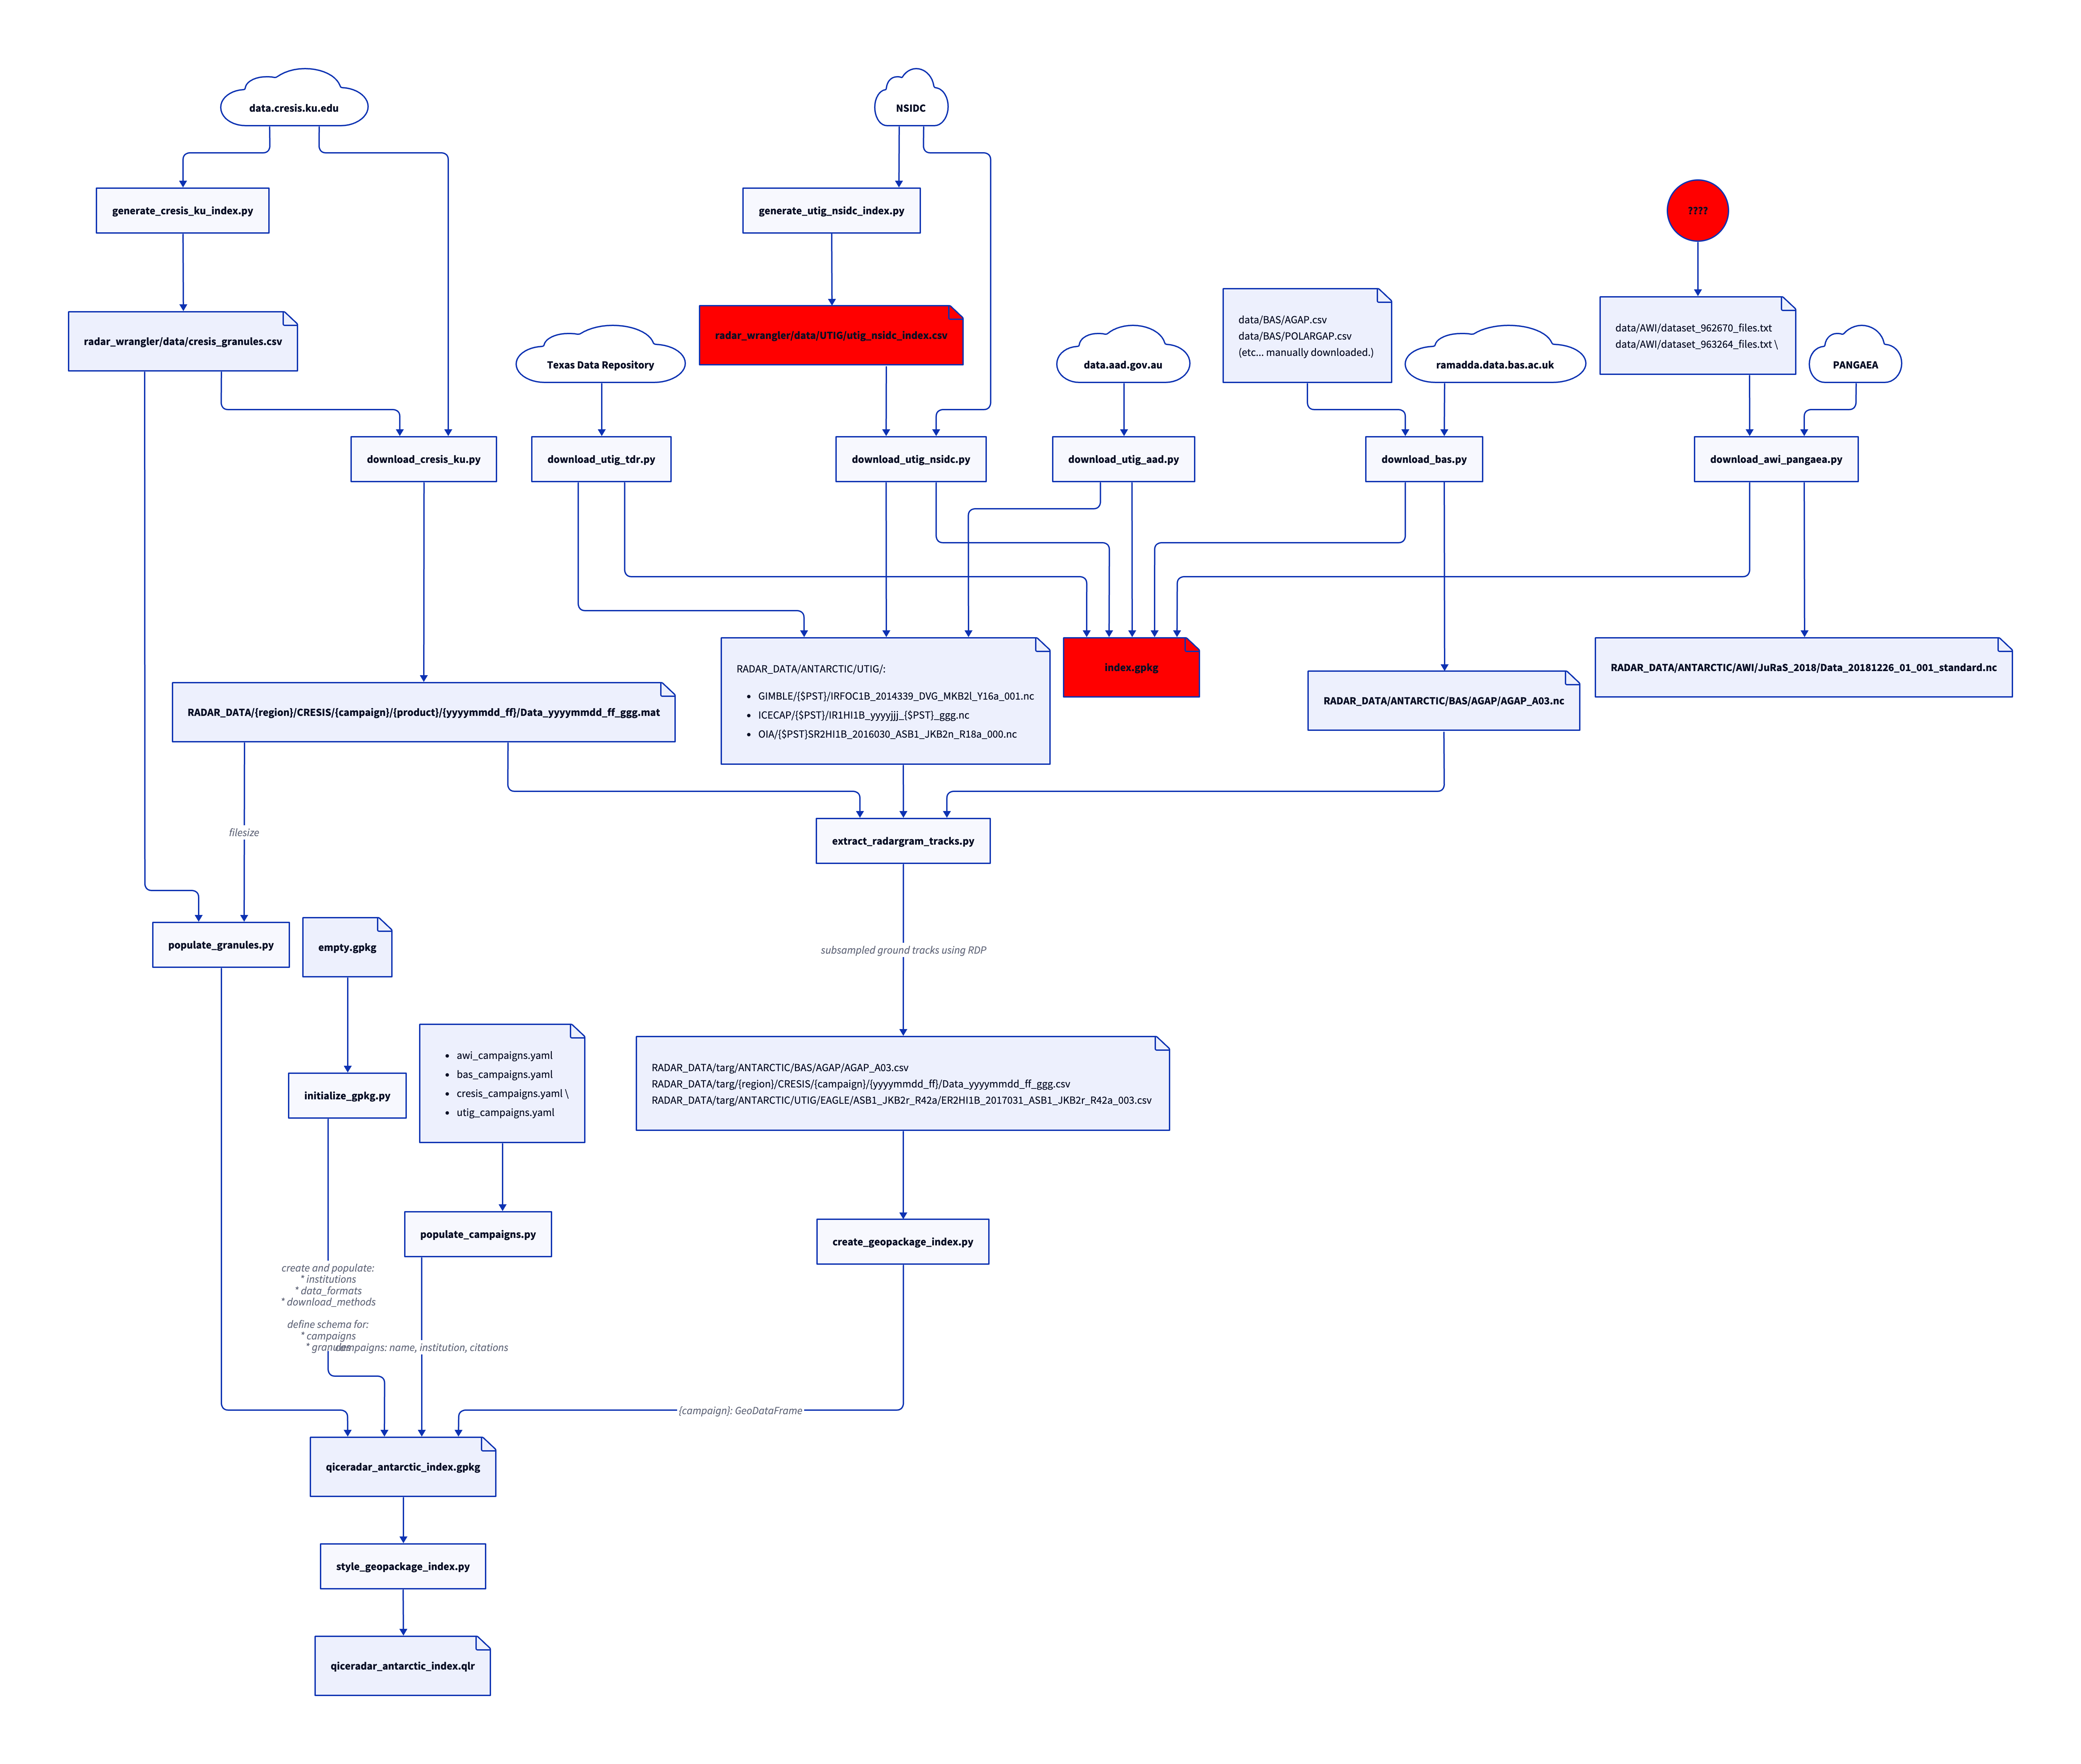 data.cresis.ku.edu
NSIDC
generate_cresis_ku_index.py
generate_utig_nsidc_index.py
????
data/BAS/AGAP.csv
data/BAS/POLARGAP.csv
(etc... manually downloaded.)
data/AWI/dataset_962670_files.txt
data/AWI/dataset_963264_files.txt \
radar_wrangler/data/cresis_granules.csv
radar_wrangler/data/UTIG/utig_nsidc_index.csv
Texas Data Repository
data.aad.gov.au
ramadda.data.bas.ac.uk
PANGAEA
download_cresis_ku.py
download_utig_tdr.py
download_utig_nsidc.py
download_utig_aad.py
download_bas.py
download_awi_pangaea.py
RADAR_DATA/{region}/CRESIS/{campaign}/{product}/{yyyymmdd_ff}/Data_yyyymmdd_ff_ggg.mat
RADAR_DATA/ANTARCTIC/UTIG/:
• GIMBLE/{$PST}/IRFOC1B_2014339_DVG_MKB2l_Y16a_001.nc
• ICECAP/{$PST}/IR1HI1B_yyyyjjj_{$PST}_ggg.nc
• OIA/{$PST}SR2HI1B_2016030_ASB1_JKB2n_R18a_000.nc
index.gpkg
RADAR_DATA/ANTARCTIC/BAS/AGAP/AGAP_A03.nc
RADAR_DATA/ANTARCTIC/AWI/JuRaS_2018/Data_20181226_01_001_standard.nc
filesize
extract_radargram_tracks.py
populate_granules.py
empty.gpkg
subsampled ground tracks using RDP
initialize_gpkg.py
• awi_campaigns.yaml
• bas_campaigns.yaml
• cresis_campaigns.yaml \
• utig_campaigns.yaml
RADAR_DATA/targ/ANTARCTIC/BAS/AGAP/AGAP_A03.csv
RADAR_DATA/targ/{region}/CRESIS/{campaign}/{yyyymmdd_ff}/Data_yyyymmdd_ff_ggg.csv
RADAR_DATA/targ/ANTARCTIC/UTIG/EAGLE/ASB1_JKB2r_R42a/ER2HI1B_2017031_ASB1_JKB2r_R42a_003.csv
populate_campaigns.py
create_geopackage_index.py
create and populate:
* institutions
* data_formats
* download_methods
define schema for:
* campaigns
* granules
campaigns: name, institution, citations
{campaign}: GeoDataFrame
qiceradar_antarctic_index.gpkg
style_geopackage_index.py
qiceradar_antarctic_index.qlr